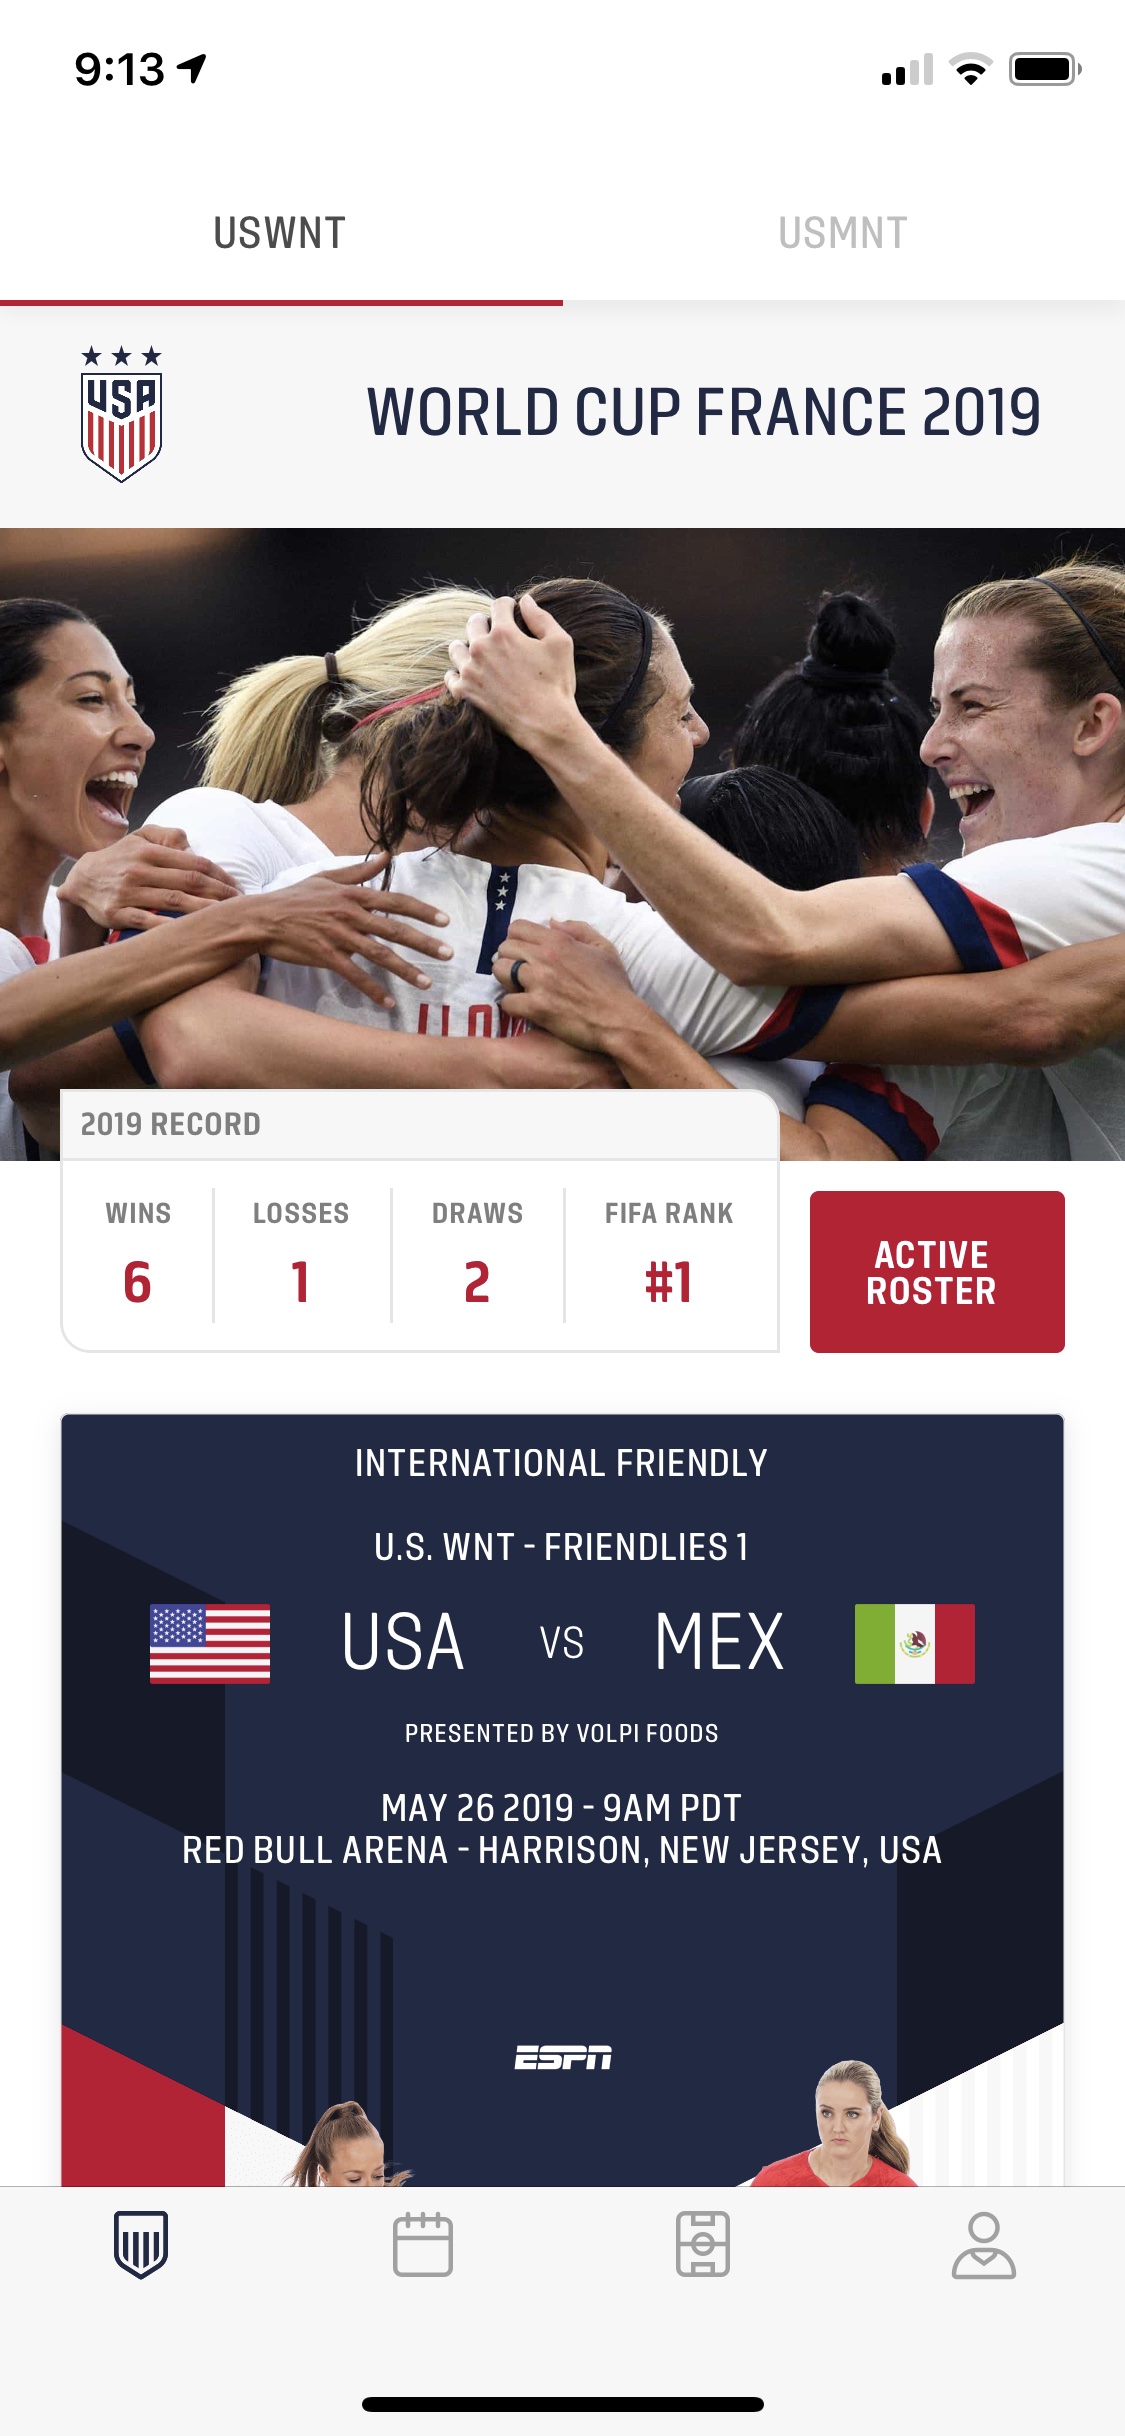 9:13
USWNT
USMNT
USA
WORLD CUP FRANCE 2019
2019 RECORD
WINS
LOSSES
DRAWS
FIFA RANK
6
1
2
#1
ACTIVE
ROSTER
INTERNATIONAL FRIENDLY
U.S. WNT - FRIENDLIES 1
USA VS MEX
PRESENTED BY VOLPI FOODS
MAY 26 2019 - 9AM PDT
RED BULL ARENA - HARRISON, NEW JERSEY, USA
ESPN